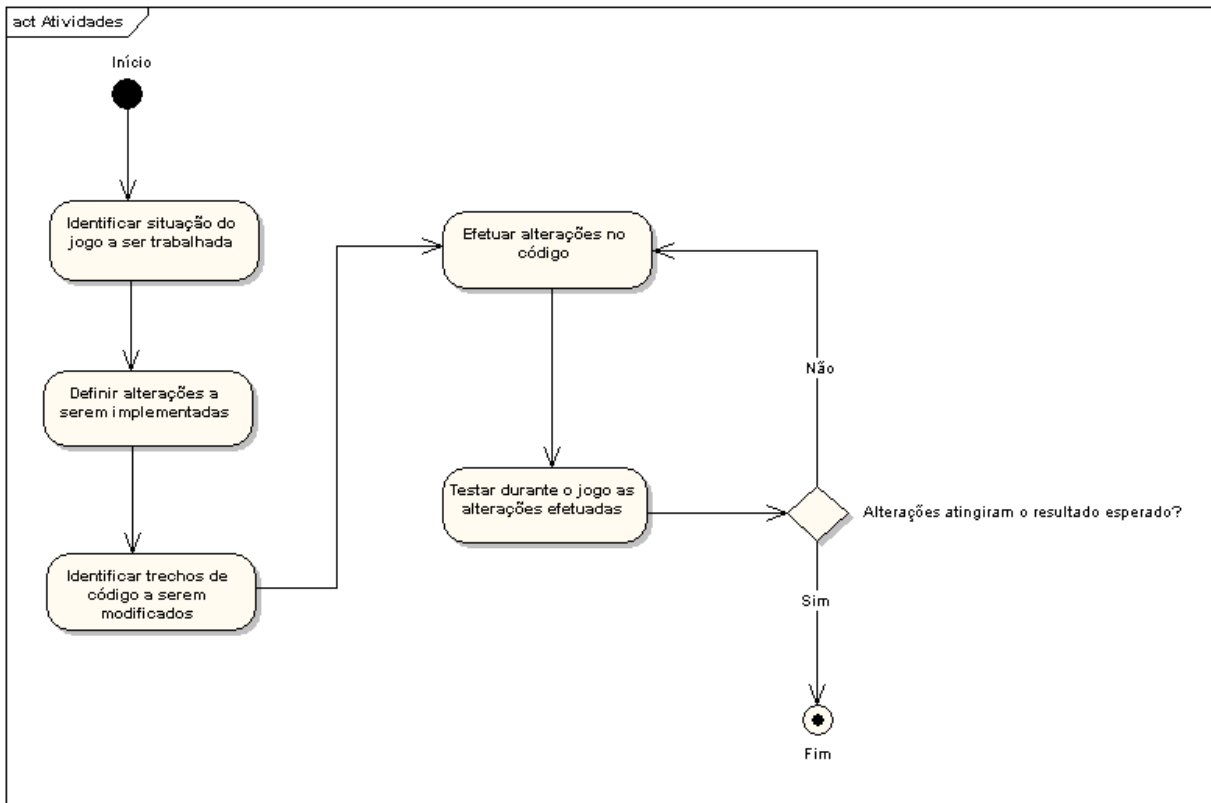 act Atividades
Início
Identificar situação do
jogo a ser trabalhada
Definir alterações a
serem implementadas
Identificar trechos de
código a serem
modificados
Efetuar alterações no
código
Testar durante o jogo as
alterações efetuadas
Alterações atingiram o resultado esperado?
Não
Sim
Fim